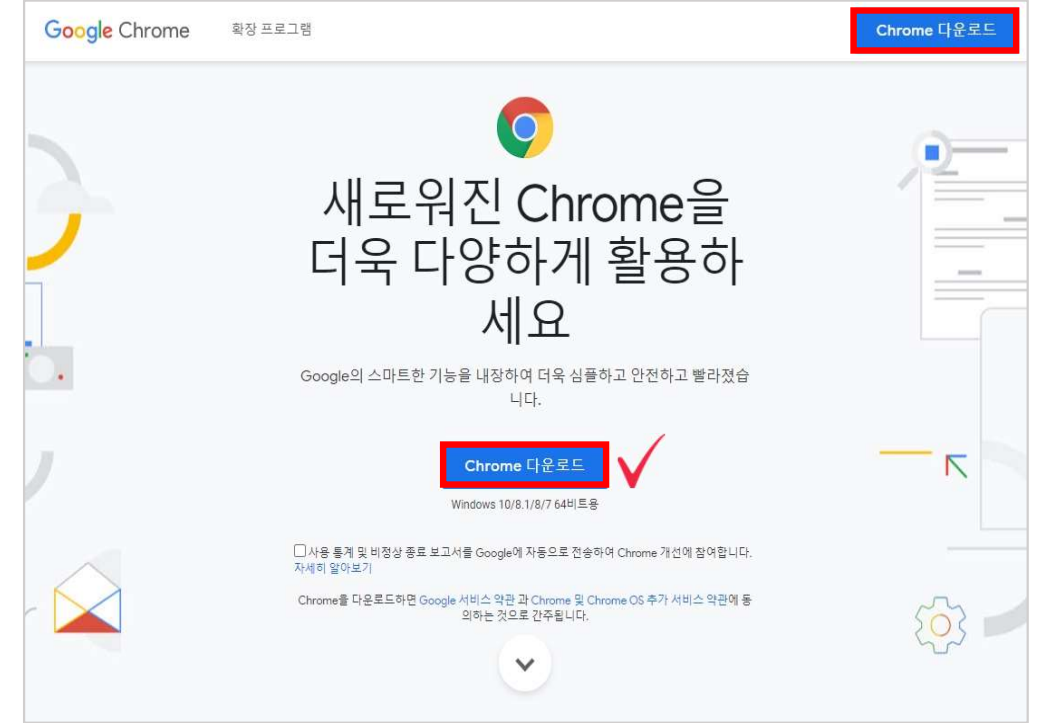 Google Chrome
확장 프로그램
Chrome 다운로드
새로워진 Chrome을
더욱 다양하게 활용하
세요
Google의 스마트한 기능을 내장하여 더욱 심플하고 안전하고 빨라졌습
니다.
Chrome 다운로드
Windows 10/8.1/8/7 64비트용
사용 통계 및 비정상 종료 보고서를 Google에 자동으로 전송하여 Chrome 개선에 참여합니다.
자세히 알아보기
Chrome을 다운로드하면 Google 서비스 약관 과 Chrome 및 Chrome OS 추가 서비스 약관에 동
의하는 것으로 간주됩니다.